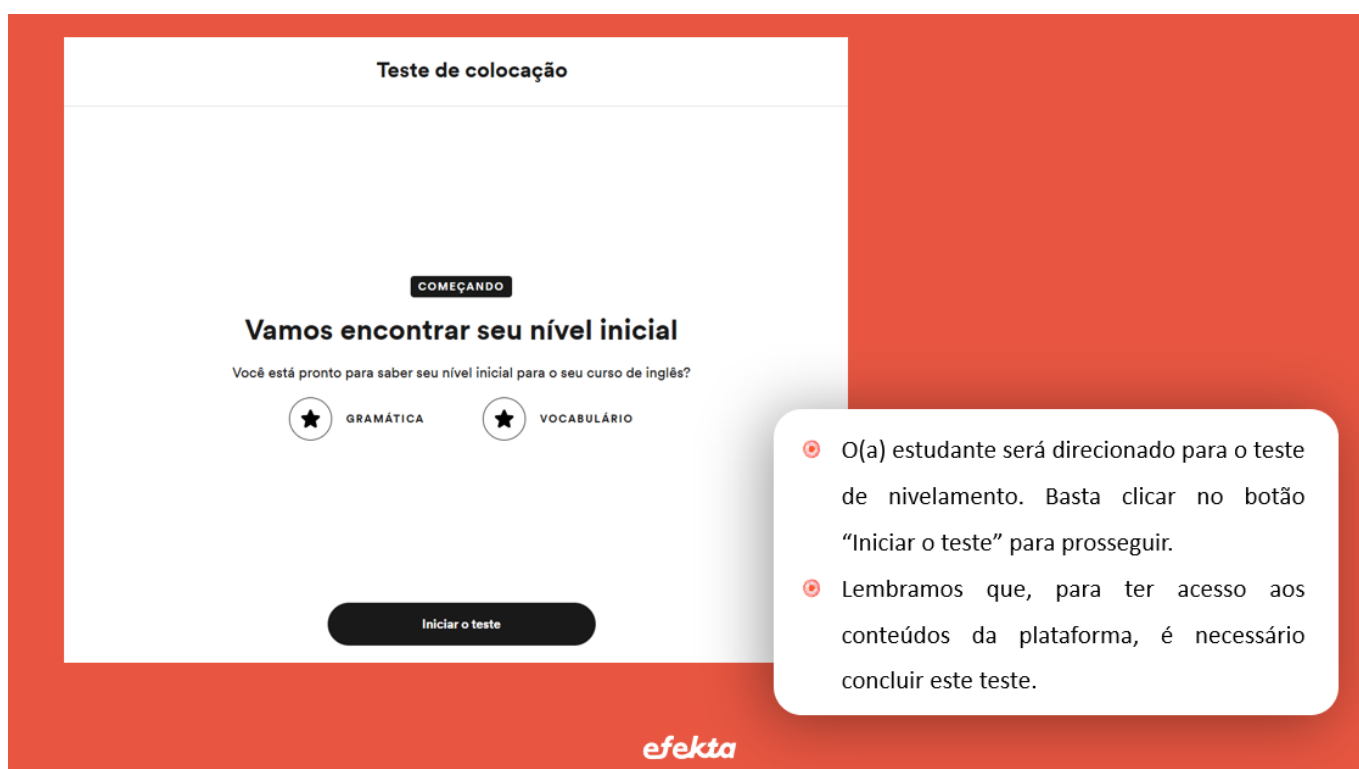 Teste de colocação
COMEÇANDO
Vamos encontrar seu nível inicial
Você está pronto para saber seu nível inicial para o seu curso de inglês?
GRAMÁTICA VOCABULÁRIO
Iniciar o teste
O(a) estudante será direcionado para o teste
de nivelamento. Basta clicar no botão
“Iniciar o teste” para prosseguir.
Lembramos que, para ter acesso aos
conteúdos da plataforma, é necessário
concluir este teste.
efekta